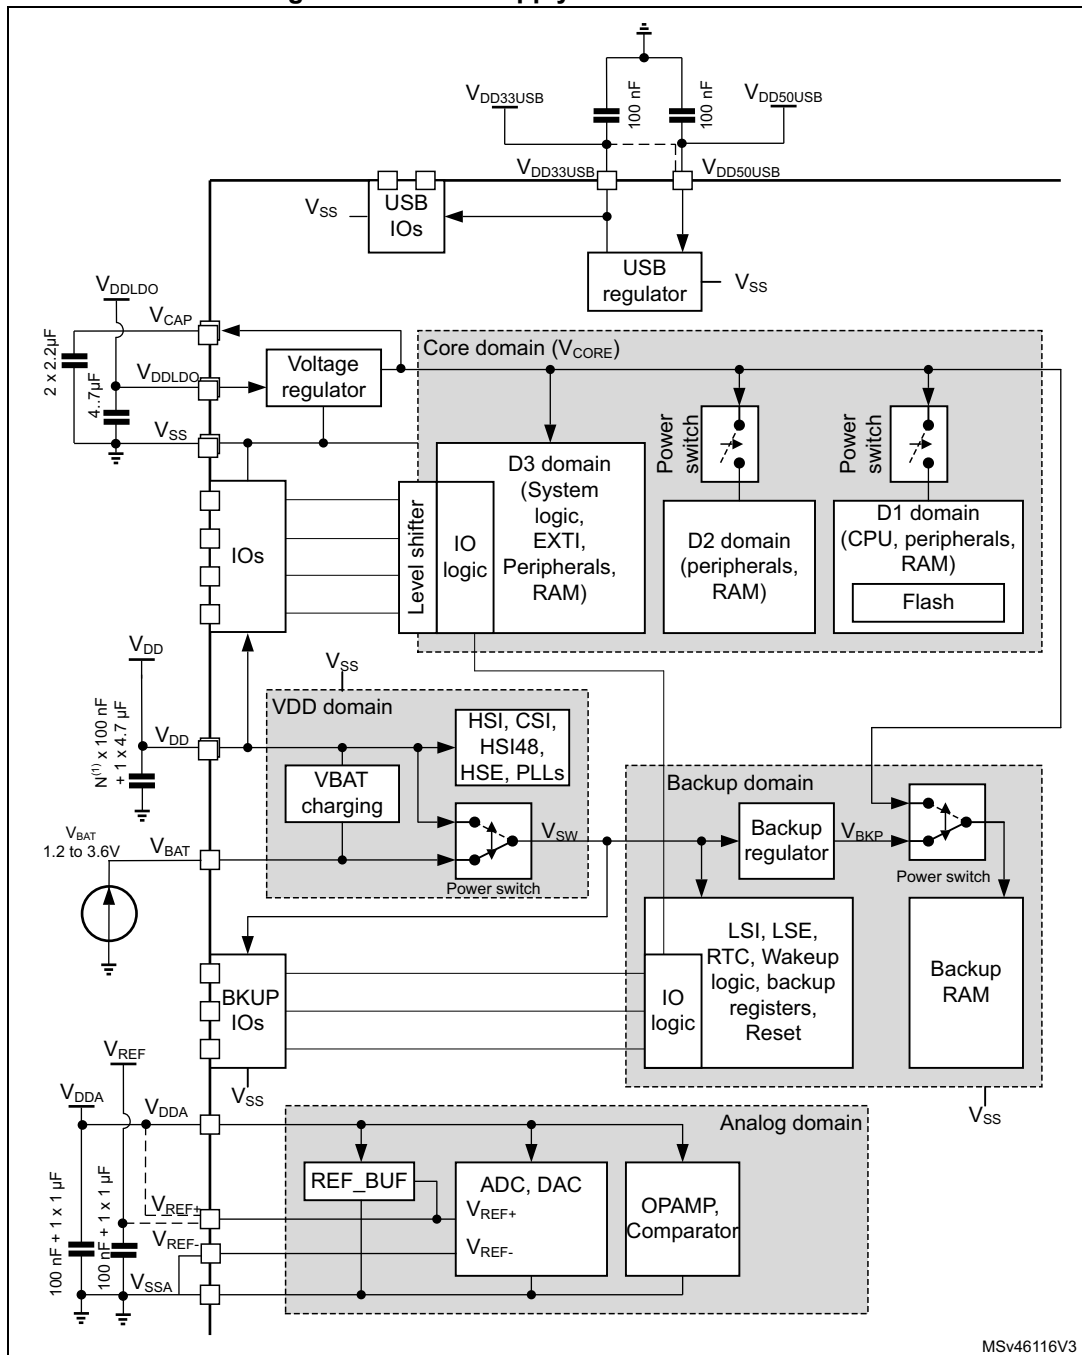 VDD33USB
100 nF
100 nF
VDD50USB
VDD33USB
VDD50USB
VSS
USB
IOs
USB
regulator
VSS
VDDLDO
VCAP
2 x 2.2µF
VDDLDO
4..7µF
VSS
Voltage
regulator
Core domain (VCORE)
Power
switch
Power
switch
D3 domain
(System
logic,
EXTI,
Peripherals,
RAM)
IO
logic
Level shifter
IOs
D2 domain
(peripherals,
RAM)
D1 domain
(CPU, peripherals,
RAM)
Flash
VDD
N(1) x 100 nF
+ 1 x 4.7 µF
VDD
VSS
VDD domain
HSI, CSI,
HSI48,
HSE, PLLs
VBAT
charging
VBAT
1.2 to 3.6V
VBAT
Power switch
VSW
Backup domain
Backup
regulator
VBKP
Power switch
LSI, LSE,
RTC, Wakeup
logic, backup
registers,
Reset
IO
logic
Backup
RAM
VSS
BKUP
IOs
VSS
VREF
VDDA
VDDA
100 nF + 1 x 1 µF
100 nF + 1 x 1 µF
VREF+
VREF-
VSSA
Analog domain
REF_BUF
ADC, DAC
VREF+
VREF-
OPAMP,
Comparator
MSv46116V3